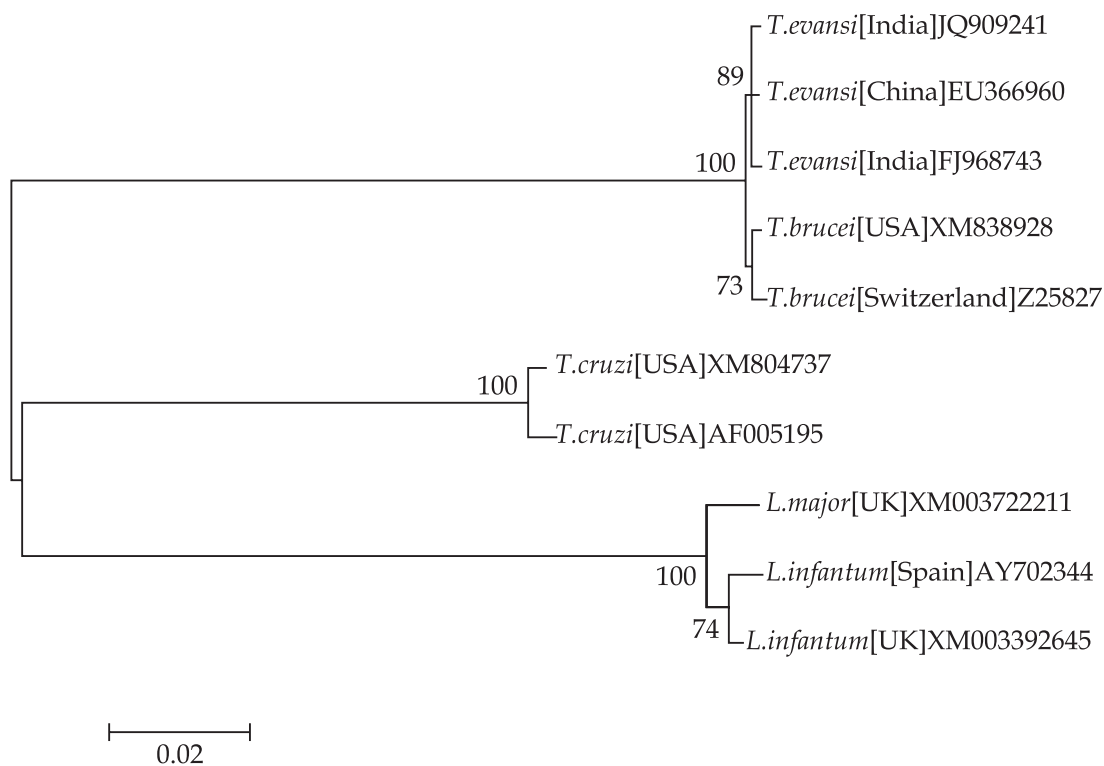 T.evansi[India]JQ909241
89
T.evansi[China]EU366960
100
T.evansi[India]FJ968743
T.brucei[USA]XM838928
73
T.brucei[Switzerland]Z25827
T.cruzi[USA]XM804737
100
T.cruzi[USA]AF005195
L.major[UK]XM003722211
100
L.infantum[Spain]AY702344
74
L.infantum[UK]XM003392645
0.02